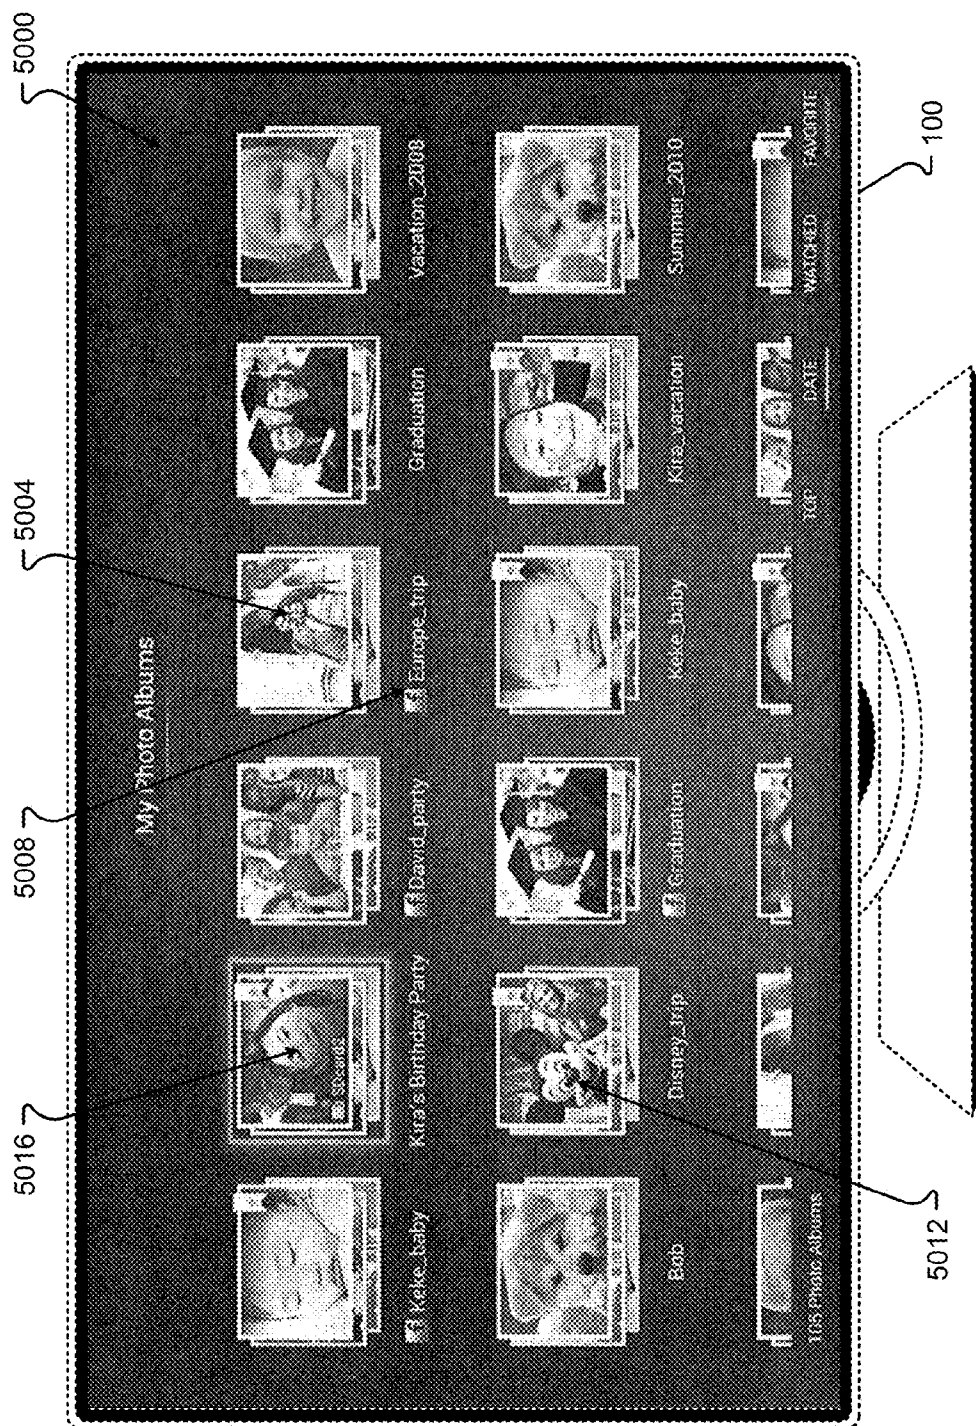 5000
100
5004
5008
5016
5012
My Photo Albums
Keke_baby
Kira's Birthday Party
David_party
Europe_trip
Graduation
Vacation_2008
Bob
Disney_trip
Graduation
Keke_baby
Kira_vacation
Summer_2010
105 Photo Albums
TOP
DATE
WATCHED
FAVORITE